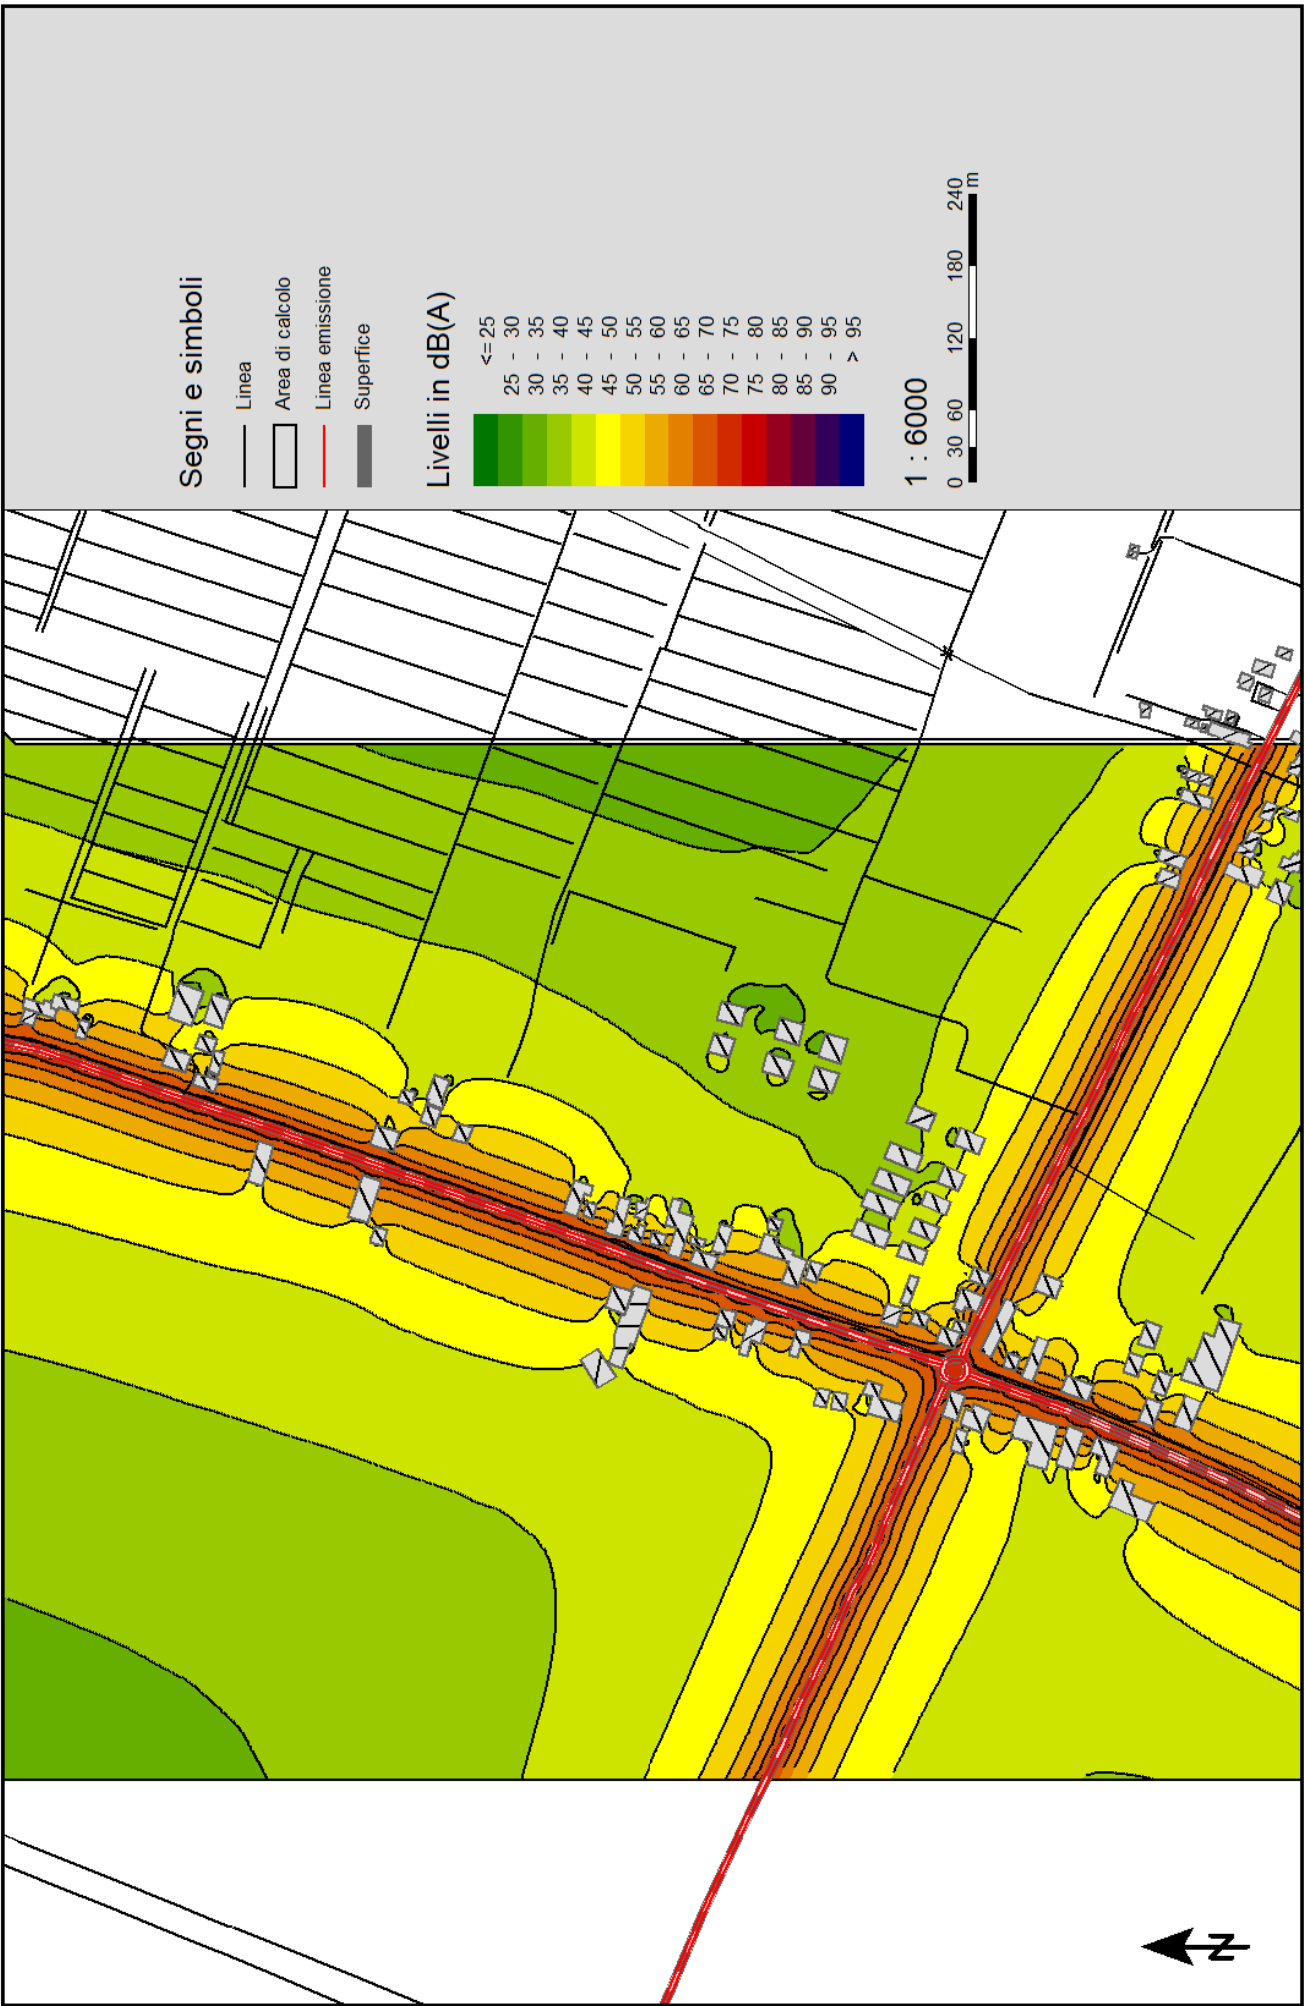 Segni e simboli
Linea
Area di calcolo
Linea emissione
Superfice
Livelli in dB(A)
<= 25
25 - 30
30 - 35
35 - 40
40 - 45
45 - 50
50 - 55
55 - 60
60 - 65
65 - 70
70 - 75
75 - 80
80 - 85
85 - 90
90 - 95
> 95
1 : 6000
0 30 60 120 180 240
m
N